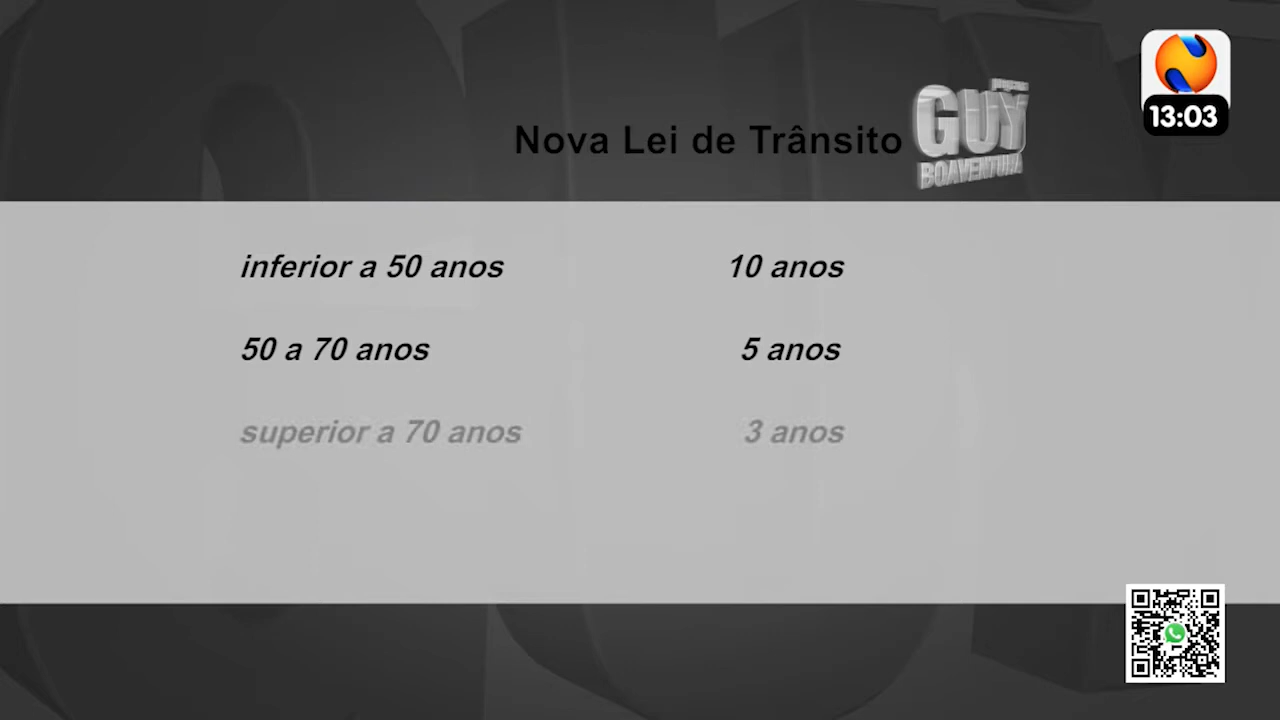 13:03
Nova Lei de Trânsito
GUY
BOAVENTURA
inferior a 50 anos 10 anos
50 a 70 anos 5 anos
superior a 70 anos 3 anos